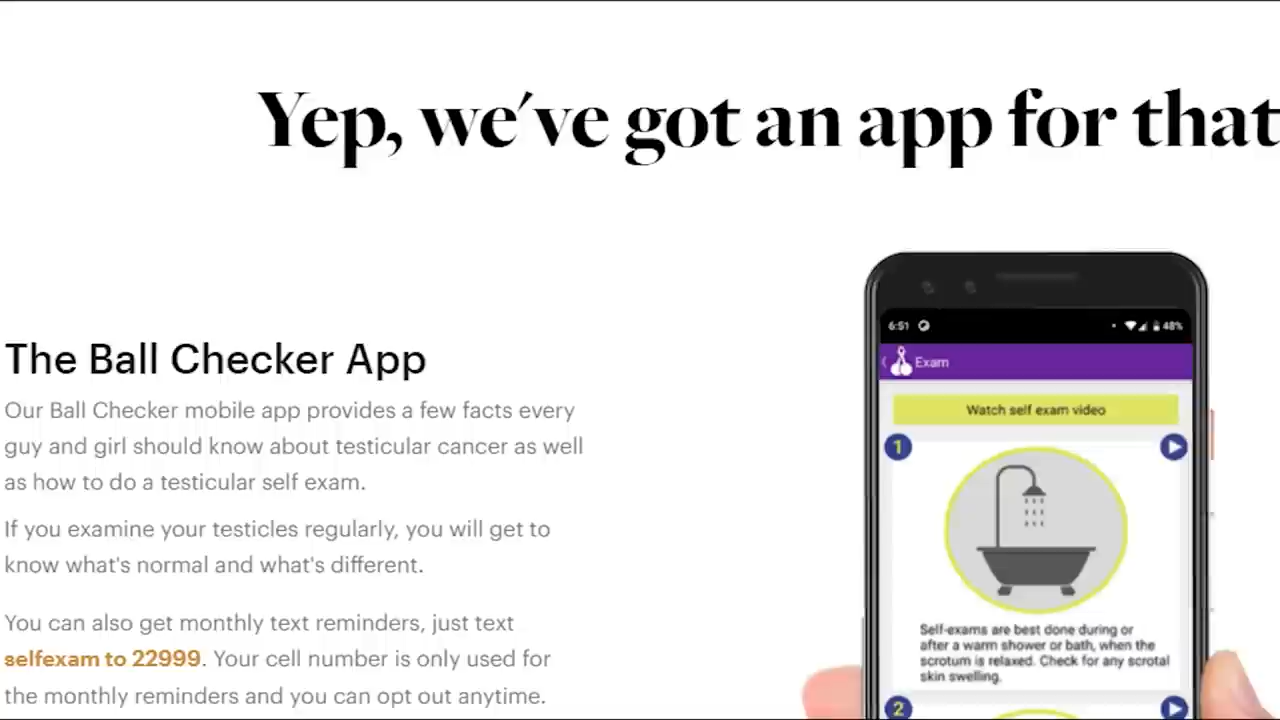 Yep, we've got an app for that
The Ball Checker App
Our Ball Checker mobile app provides a few facts every
guy and girl should know about testicular cancer as well
as how to do a testicular self exam.
If you examine your testicles regularly, you will get to
know what's normal and what's different.
You can also get monthly text reminders, just text
selfexam to 22999. Your cell number is only used for
the monthly reminders and you can opt out anytime.
6:51
48%
Exam
Watch self exam video
1
Self-exams are best done during or
after a warm shower or bath, when the
scrotum is relaxed. Check for any scrotal
skin swelling.
2